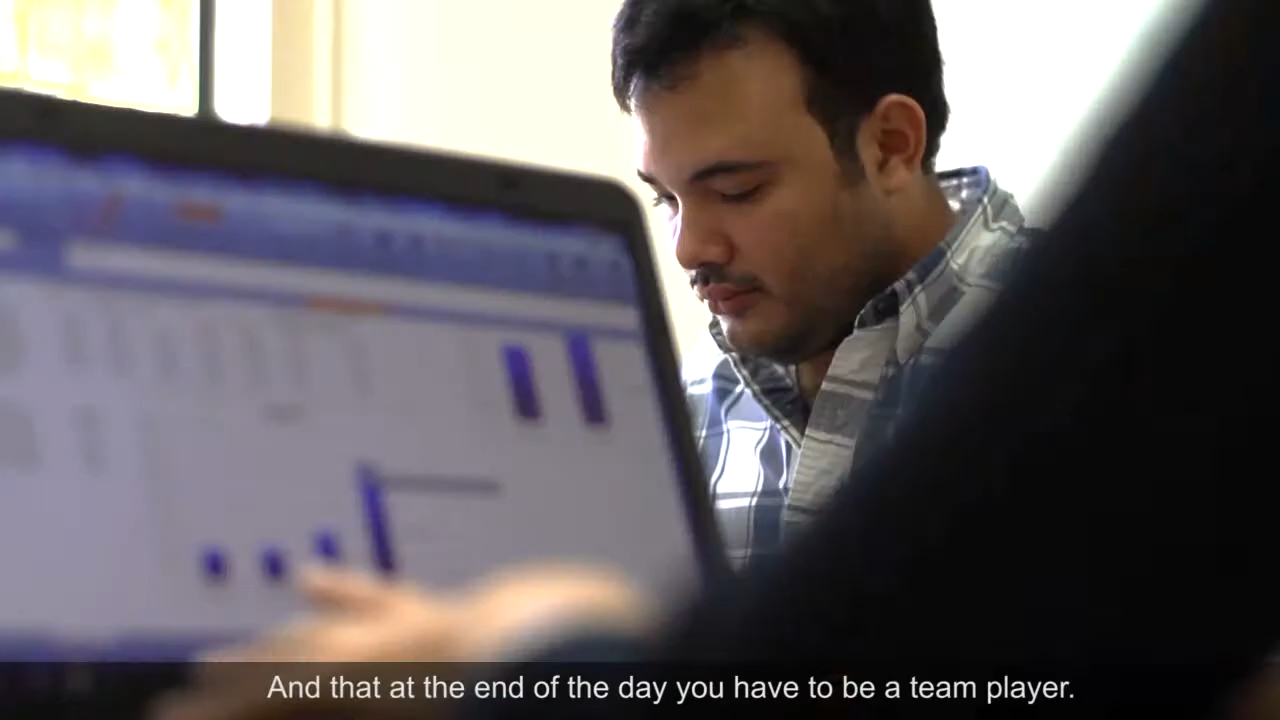 And that at the end of the day you have to be a team player.